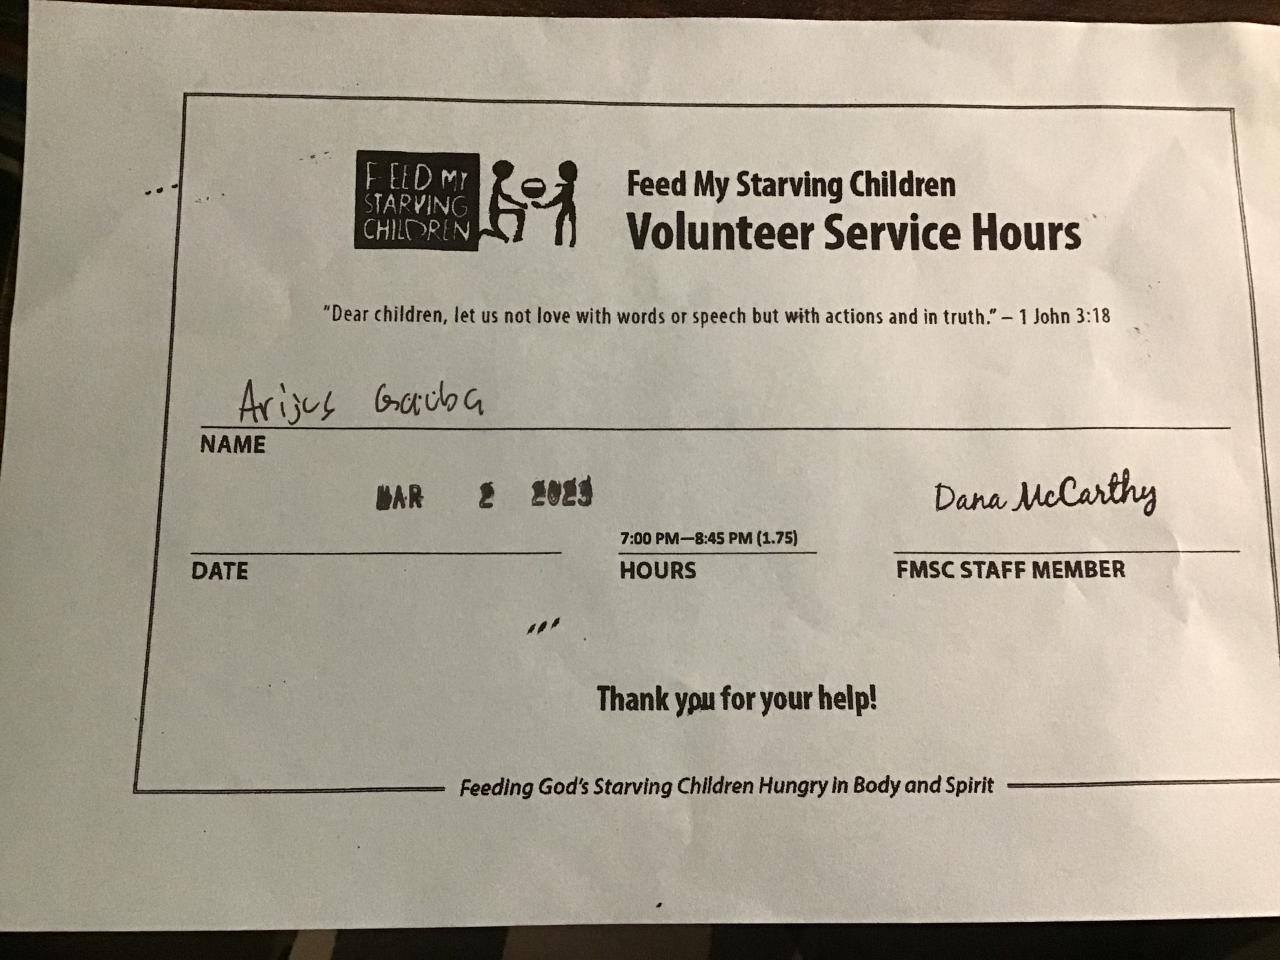 FEED MY
STARVING
CHILDREN
Feed My Starving Children
Volunteer Service Hours
"Dear children, let us not love with words or speech but with actions and in truth." – 1 John 3:18
Arijus Gauba
NAME
MAR 2 2023
7:00 PM—8:45 PM (1.75)
Dana McCarthy
DATE
HOURS
FMSC STAFF MEMBER
Thank you for your help!
Feeding God's Starving Children Hungry in Body and Spirit